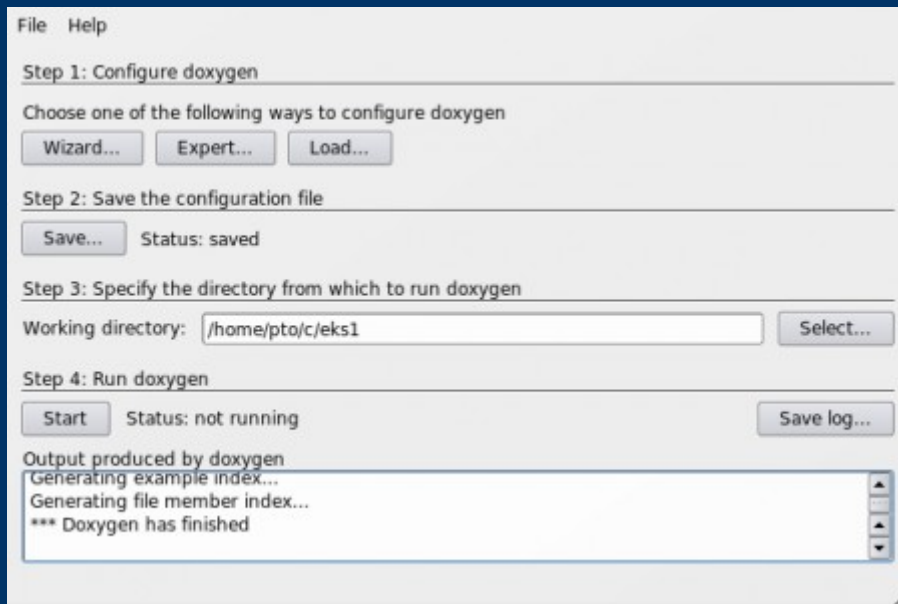 File Help
Step 1: Configure doxygen
Choose one of the following ways to configure doxygen
Wizard... Expert... Load...
Step 2: Save the configuration file
Save... Status: saved
Step 3: Specify the directory from which to run doxygen
Working directory: /home/pto/c/eks1 Select...
Step 4: Run doxygen
Start Status: not running Save log...
Output produced by doxygen
Generating example index...
Generating file member index...
*** Doxygen has finished